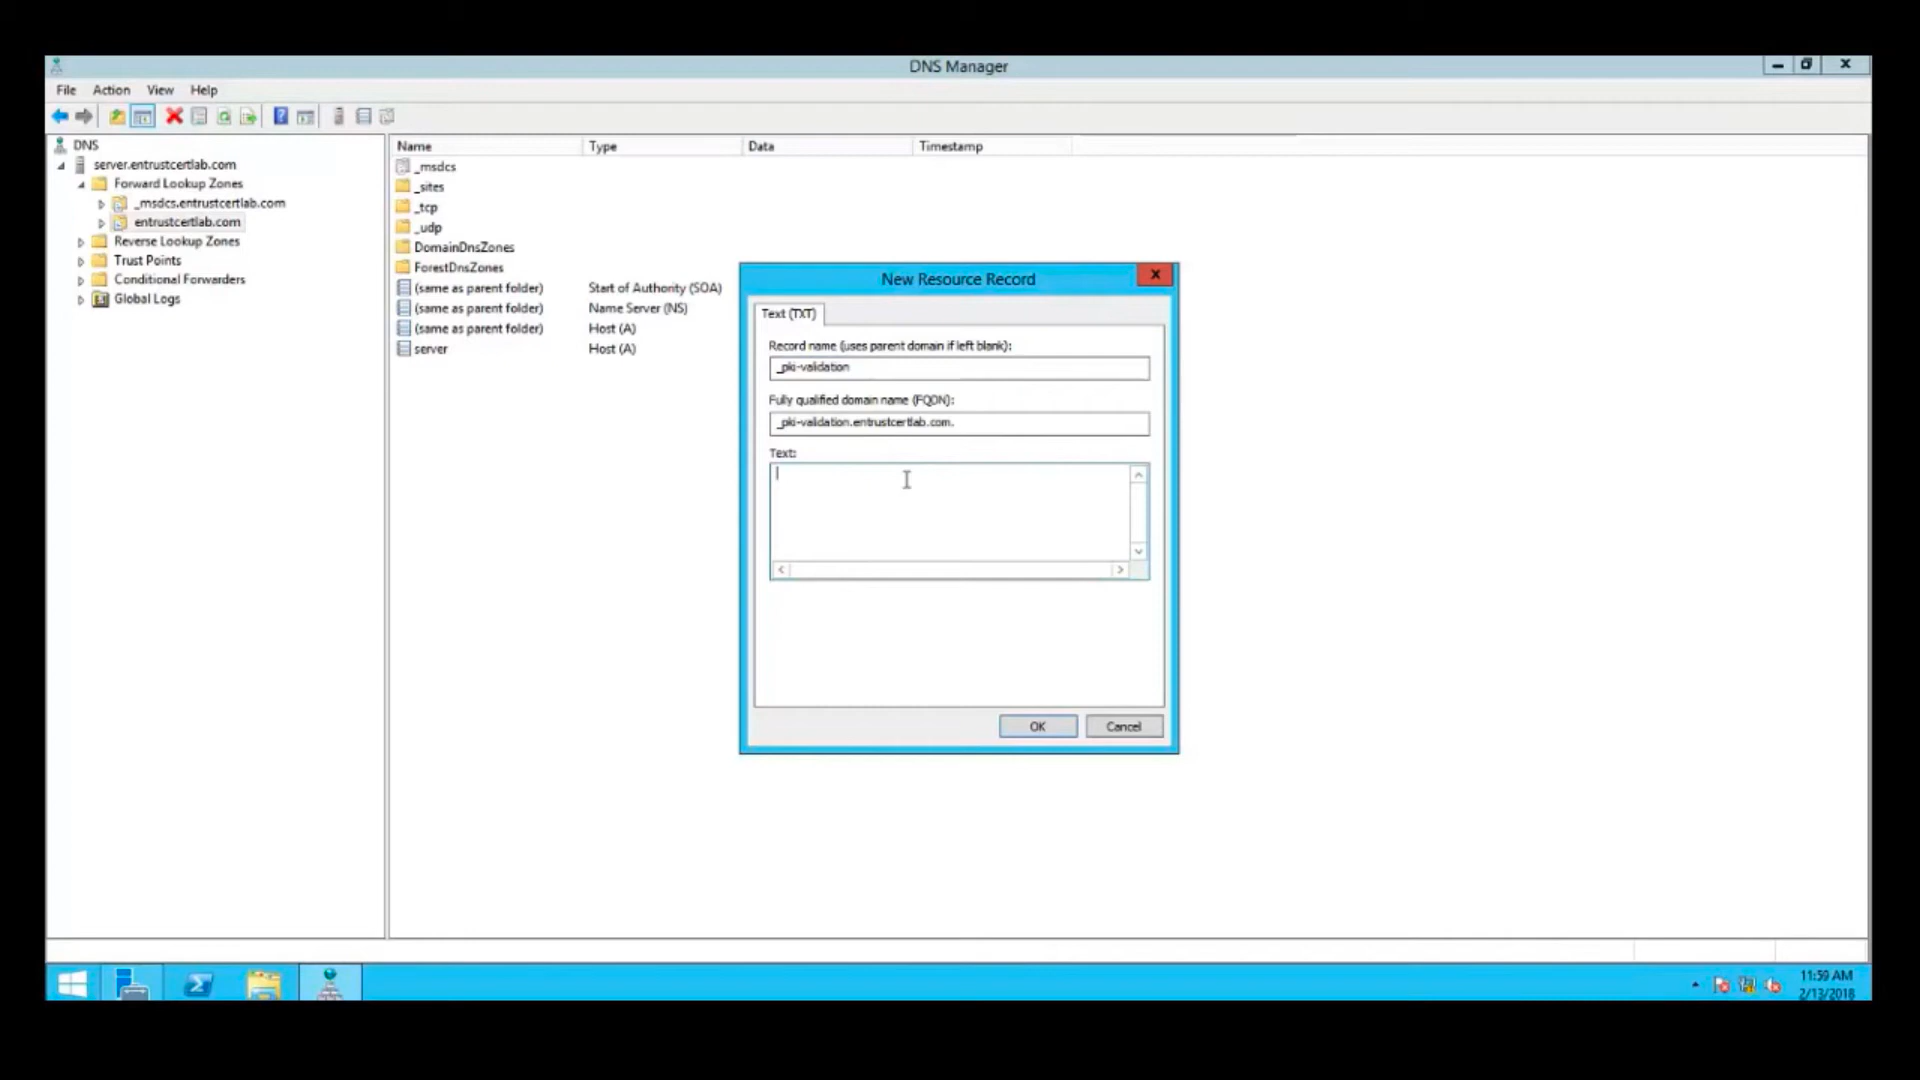 DNS Manager
File Action View Help
DNS
server.entrustcertlab.com
Forward Lookup Zones
_msdcs.entrustcertlab.com
entrustcertlab.com
Reverse Lookup Zones
Trust Points
Conditional Forwarders
Global Logs
Name Type Data Timestamp
_msdcs
_sites
_tcp
_udp
DomainDnsZones
ForestDnsZones
(same as parent folder) Start of Authority (SOA)
(same as parent folder) Name Server (NS)
(same as parent folder) Host (A)
server Host (A)
New Resource Record
Text (TXT)
Record name (uses parent domain if left blank):
_pki-validation
Fully qualified domain name (FQDN):
_pki-validation.entrustcertlab.com.
Text:
OK Cancel
11:59 AM
2/13/2018